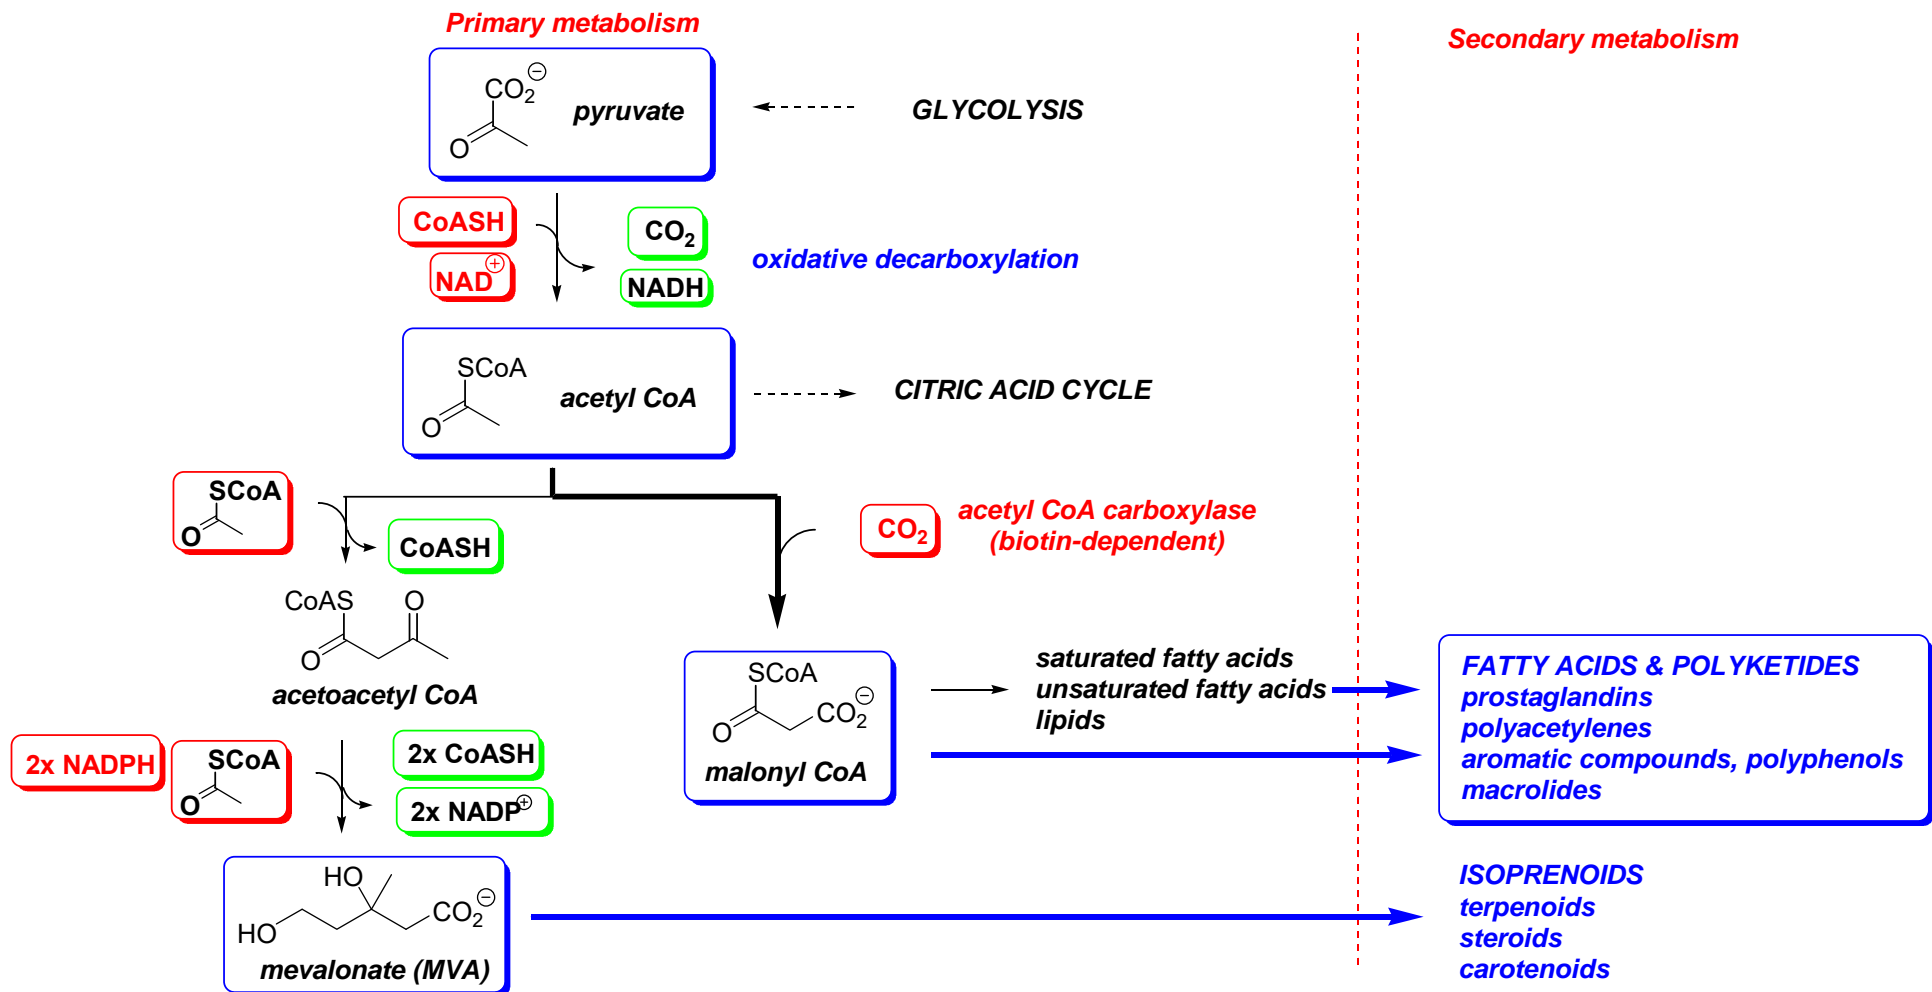 Primary metabolism
Secondary metabolism
CO2 ⊖
O
pyruvate
GLYCOLYSIS
CoASH
NAD⊕
CO2
NADH
oxidative decarboxylation
SCoA
O
acetyl CoA
CITRIC ACID CYCLE
SCoA
O
CoASH
CO2
acetyl CoA carboxylase
(biotin-dependent)
CoAS
O
O
acetoacetyl CoA
SCoA
O
CO2 ⊖
malonyl CoA
saturated fatty acids
unsaturated fatty acids
lipids
FATTY ACIDS & POLYKETIDES
prostaglandins
polyacetylenes
aromatic compounds, polyphenols
macrolides
2x NADPH
SCoA
O
2x CoASH
2x NADP⊕
HO
HO
CO2 ⊖
mevalonate (MVA)
ISOPRENOIDS
terpenoids
steroids
carotenoids